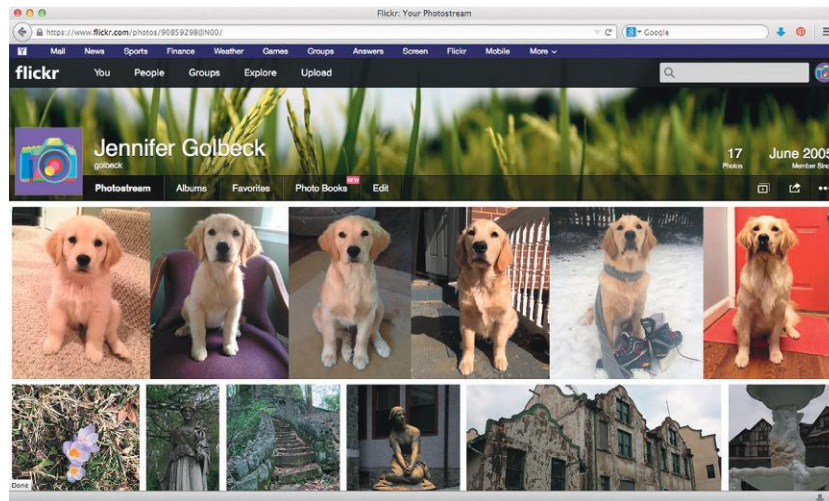 Flickr: Your Photostream
https://www.flickr.com/photos/90859298@N00/
Google
Y! Mail News Sports Finance Weather Games Groups Answers Screen Flickr Mobile More
flickr You People Groups Explore Upload
Jennifer Golbeck
golbeck
17
Photos
June 2005
Member Sinc
NEW
Photostream Albums Favorites Photo Books Edit
Done